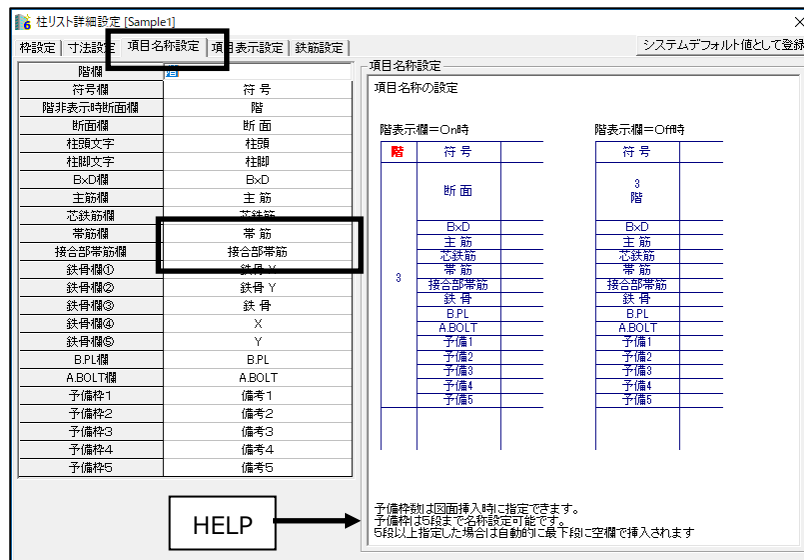 柱リスト詳細設定 [Sample1]
枠設定 寸法設定 項目名称設定 項目表示設定 鉄筋設定 システムデフォルト値として登録
階欄 階
符号欄 符 号
階非表示時断面欄 階
断面欄 断 面
柱頭文字 柱頭
柱脚文字 柱脚
B×D欄 B×D
主筋欄 主 筋
芯鉄筋欄 芯鉄筋
帯筋欄 帯 筋
接合部帯筋欄 接合部帯筋
鉄骨欄① 鉄骨 X
鉄骨欄② 鉄骨 Y
鉄骨欄③ 鉄 骨
鉄骨欄④ X
鉄骨欄⑤ Y
B.PL欄 B.PL
A.BOLT欄 A.BOLT
予備枠1 備考1
予備枠2 備考2
予備枠3 備考3
予備枠4 備考4
予備枠5 備考5
項目名称設定
項目名称の設定
階表示欄=On時
階 符 号
断 面
3
B×D
主 筋
芯鉄筋
帯 筋
接合部帯筋
鉄 骨
B.PL
A.BOLT
予備1
予備2
予備3
予備4
予備5
階表示欄=Off時
符 号
3
階
B×D
主 筋
芯鉄筋
帯 筋
接合部帯筋
鉄 骨
B.PL
A.BOLT
予備1
予備2
予備3
予備4
予備5
予備枠数は図面挿入時に指定できます。
予備枠は5段まで名称設定可能です。
5段以上指定した場合は自動的に最下段に空欄で挿入されます
HELP